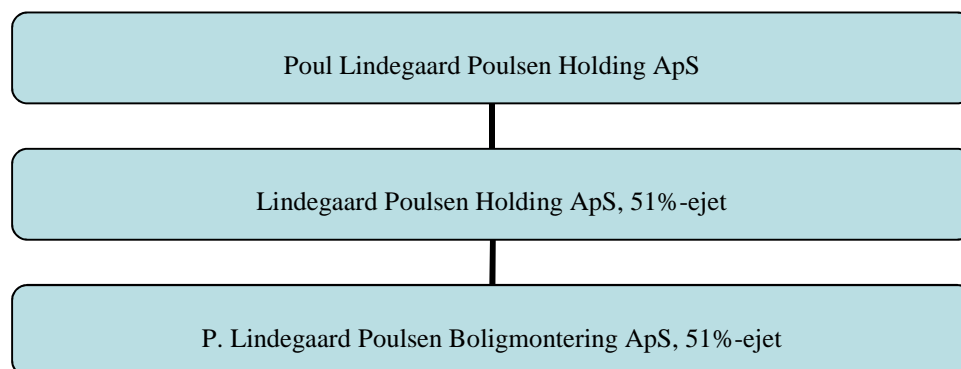 Poul Lindegaard Poulsen Holding ApS
Lindegaard Poulsen Holding ApS, 51%-ejet
P. Lindegaard Poulsen Boligmontering ApS, 51%-ejet